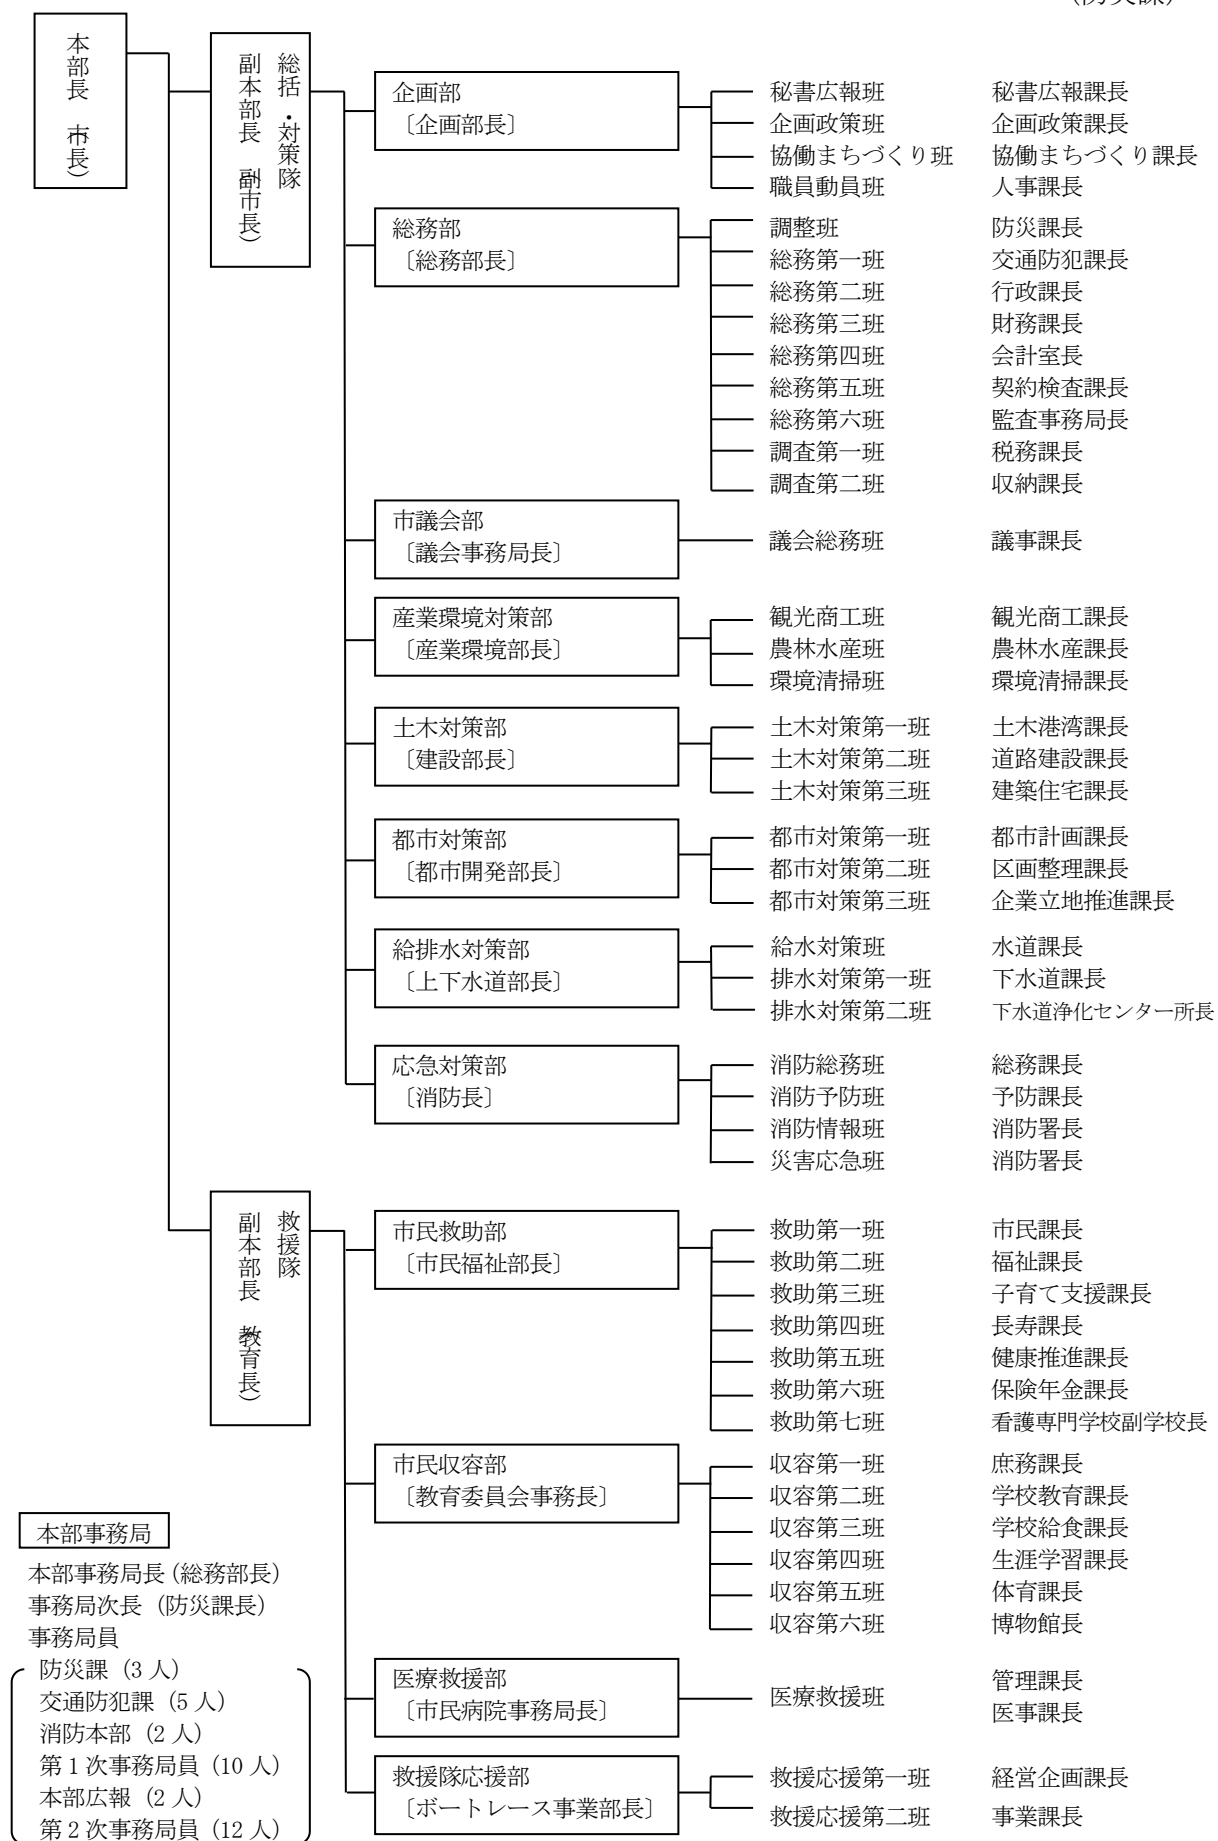 (防災課)
本部長(市長)
総括・対策隊
副本部長(副市長)
企画部
〔企画部長〕
秘書広報班 秘書広報課長
企画政策班 企画政策課長
協働まちづくり班 協働まちづくり課長
職員動員班 人事課長
総務部
〔総務部長〕
調整班 防災課長
総務第一班 交通防犯課長
総務第二班 行政課長
総務第三班 財務課長
総務第四班 会計室長
総務第五班 契約検査課長
総務第六班 監査事務局長
調査第一班 税務課長
調査第二班 収納課長
市議会部
〔議会事務局長〕
議会総務班 議事課長
産業環境対策部
〔産業環境部長〕
観光商工班 観光商工課長
農林水産班 農林水産課長
環境清掃班 環境清掃課長
土木対策部
〔建設部長〕
土木対策第一班 土木港湾課長
土木対策第二班 道路建設課長
土木対策第三班 建築住宅課長
都市対策部
〔都市開発部長〕
都市対策第一班 都市計画課長
都市対策第二班 区画整理課長
都市対策第三班 企業立地推進課長
給排水対策部
〔上下水道部長〕
給水対策班 水道課長
排水対策第一班 下水道課長
排水対策第二班 下水道浄化センター所長
応急対策部
〔消防長〕
消防総務班 総務課長
消防予防班 予防課長
消防情報班 消防署長
災害応急班 消防署長
救援隊
副本部長(教育長)
市民救助部
〔市民福祉部長〕
救助第一班 市民課長
救助第二班 福祉課長
救助第三班 子育て支援課長
救助第四班 長寿課長
救助第五班 健康推進課長
救助第六班 保険年金課長
救助第七班 看護専門学校副学校長
市民収容部
〔教育委員会事務長〕
収容第一班 庶務課長
収容第二班 学校教育課長
収容第三班 学校給食課長
収容第四班 生涯学習課長
収容第五班 体育課長
収容第六班 博物館長
医療救援部
〔市民病院事務局長〕
医療救援班 管理課長
医事課長
救援隊応援部
〔ボートレース事業部長〕
救援応援第一班 経営企画課長
救援応援第二班 事業課長
本部事務局
本部事務局長(総務部長)
事務局次長(防災課長)
事務局員
防災課(3人)
交通防犯課(5人)
消防本部(2人)
第1次事務局員(10人)
本部広報(2人)
第2次事務局員(12人)